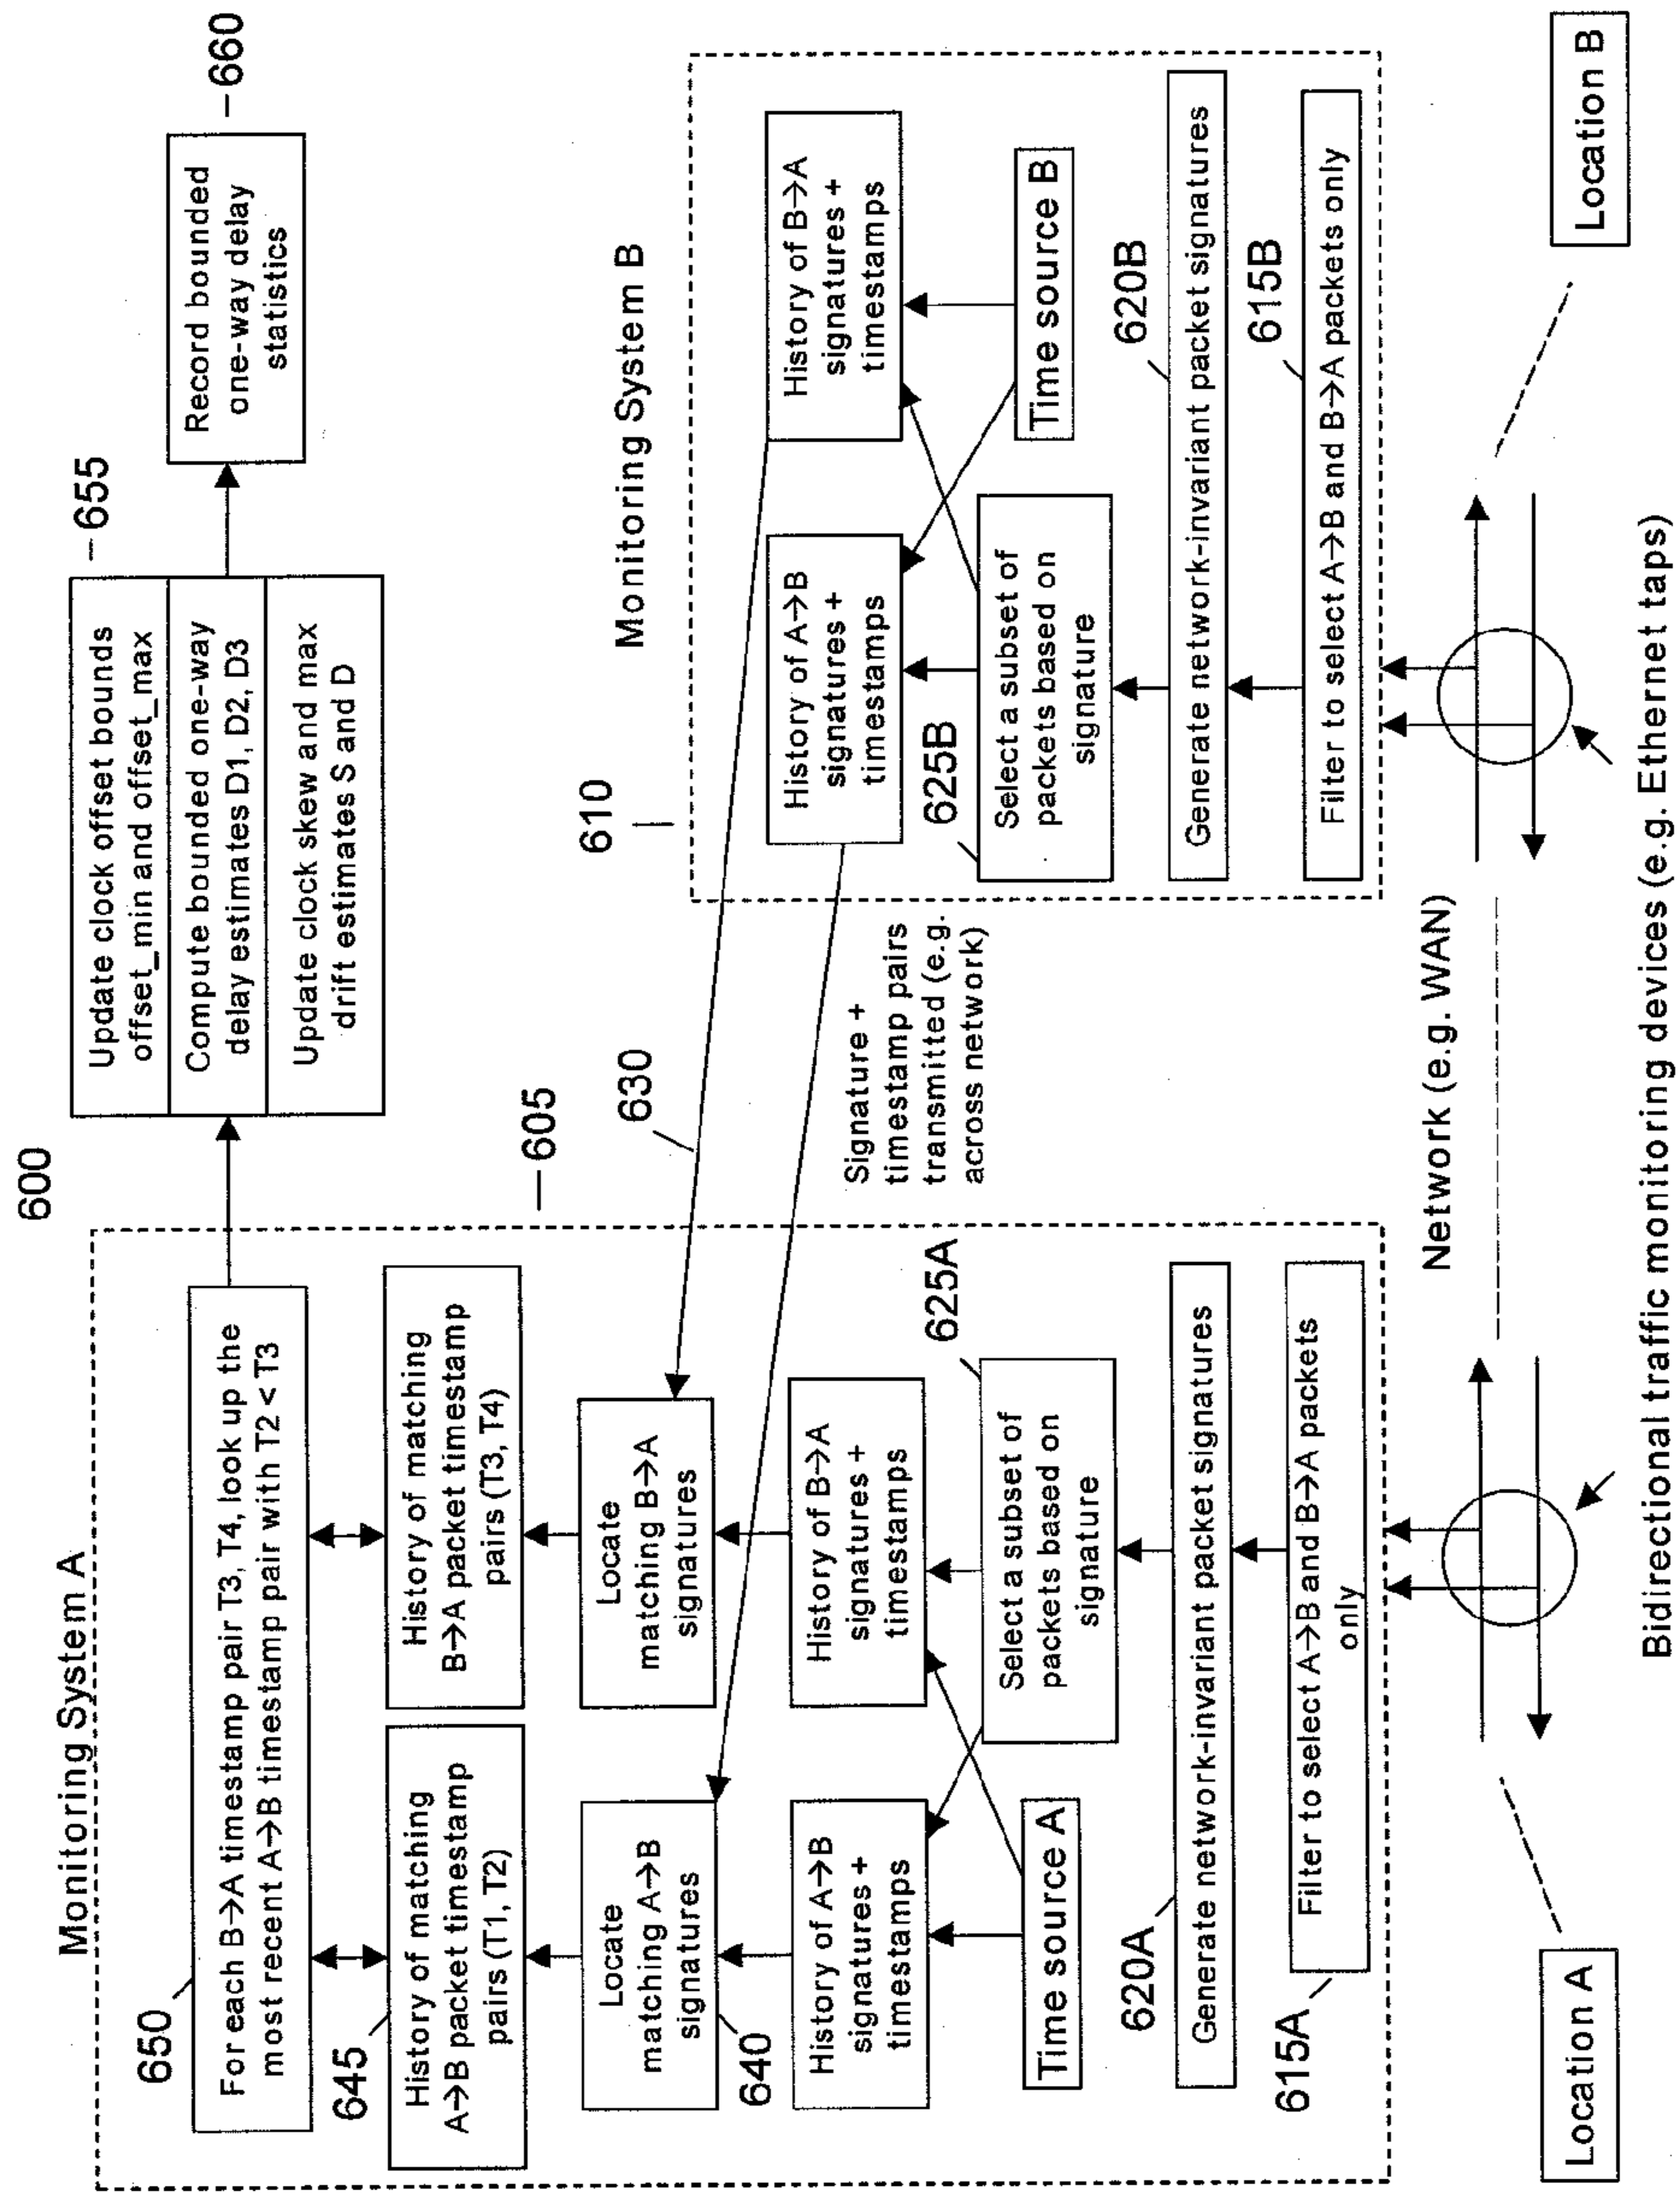 600
Monitoring System A
650
For each B→A timestamp pair T3, T4, look up the
most recent A→B timestamp pair with T2 < T3
645
History of matching
A→B packet timestamp
pairs (T1, T2)
History of matching
B→A packet timestamp
pairs (T3, T4)
605
Locate
matching A→B
signatures
640
Locate
matching B→A
signatures
History of A→B
signatures +
timestamps
History of B→A
signatures +
timestamps
Time source A
Select a subset of
packets based on
signature
625A
620A
Generate network-invariant packet signatures
615A
Filter to select A→B and B→A packets
only
Update clock offset bounds
offset_min and offset_max
Compute bounded one-way
delay estimates D1, D2, D3
Update clock skew and max
drift estimates S and D
655
Record bounded
one-way delay
statistics
660
630
Signature +
timestamp pairs
transmitted (e.g.
across network)
610
Monitoring System B
History of A→B
signatures +
timestamps
History of B→A
signatures +
timestamps
625B
Select a subset of
packets based on
signature
Time source B
620B
Generate network-invariant packet signatures
615B
Filter to select A→B and B→A packets only
Network (e.g. WAN)
Location A
Location B
Bidirectional traffic monitoring devices (e.g. Ethernet taps)